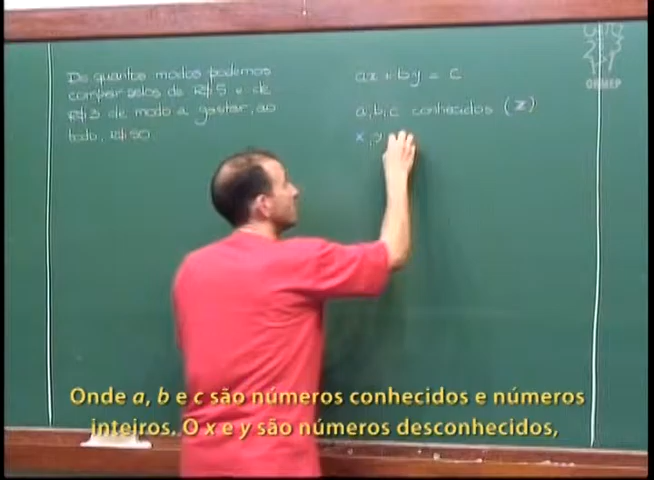 De quantos modos podemos
comprar selos de R$5 e de
R$3 de modo a gastar, ao
todo, R$50.
ax + by = c
a, b, c conhecidos (Z)
x, y
OBMEP
Onde a, b e c são números conhecidos e números
inteiros. O x e y são números desconhecidos,